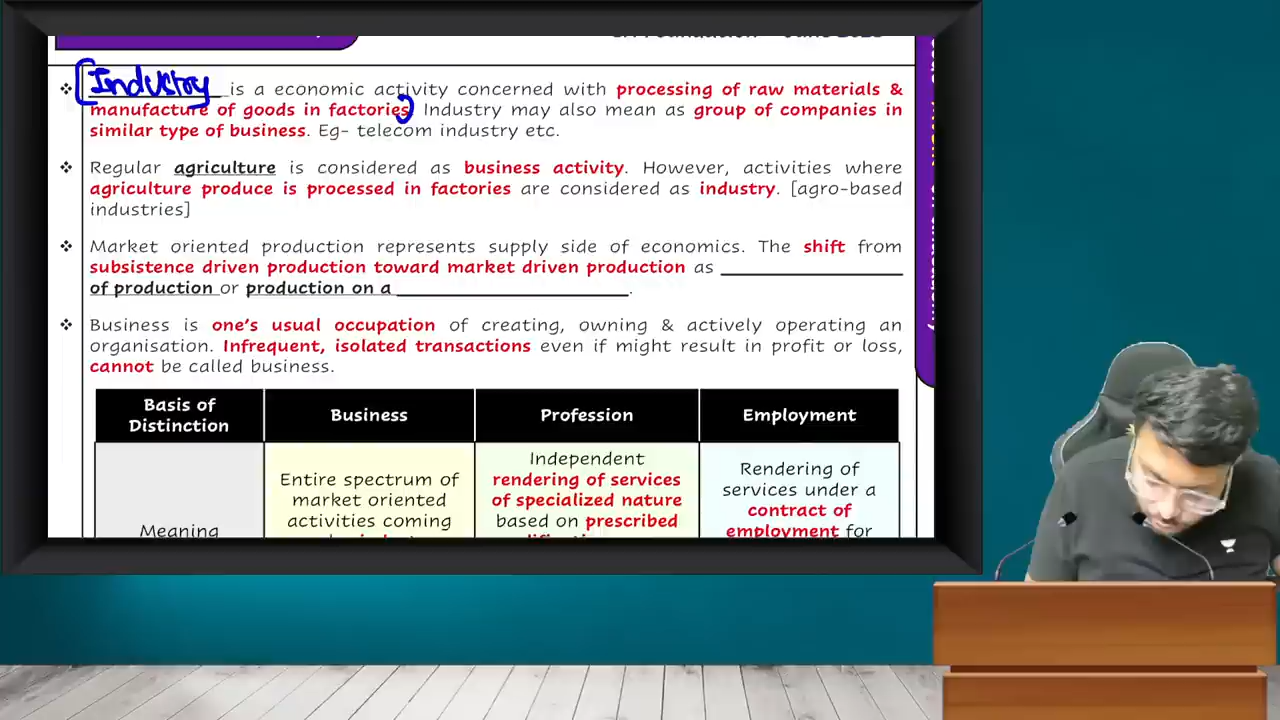 ❖ Industry is a economic activity concerned with processing of raw materials &
manufacture of goods in factories. Industry may also mean as group of companies in
similar type of business. Eg- telecom industry etc.
❖ Regular agriculture is considered as business activity. However, activities where
agriculture produce is processed in factories are considered as industry. [agro-based
industries]
❖ Market oriented production represents supply side of economics. The shift from
subsistence driven production toward market driven production as ____________
of production or production on a ____________.
❖ Business is one's usual occupation of creating, owning & actively operating an
organisation. Infrequent, isolated transactions even if might result in profit or loss,
cannot be called business.
Basis of
Distinction
Business
Profession
Employment
Meaning
Entire spectrum of
market oriented
activities coming
Independent
rendering of services
of specialized nature
based on prescribed
Rendering of
services under a
contract of
employment for